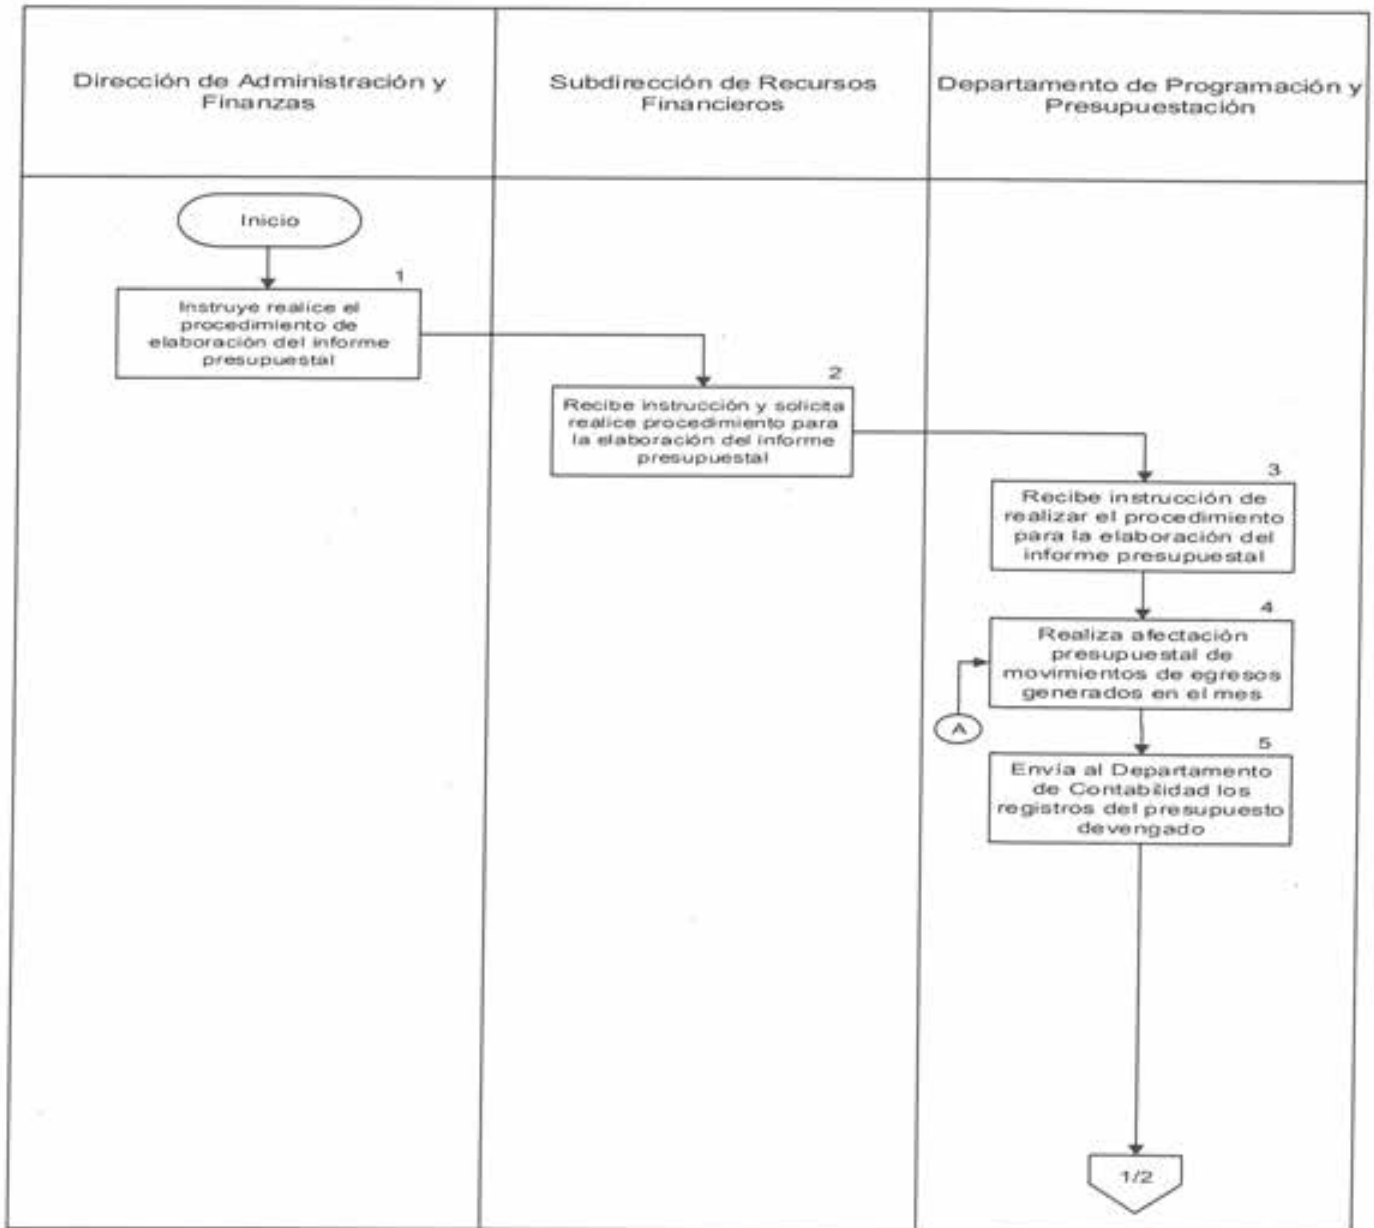 Dirección de Administración y
Finanzas
Subdirección de Recursos
Financieros
Departamento de Programación y
Presupuestación
Inicio
1
Instruye realice el
procedimiento de
elaboración del informe
presupuestal
2
Recibe instrucción y solicita
realice procedimiento para
la elaboración del informe
presupuestal
3
Recibe instrucción de
realizar el procedimiento
para la elaboración del
informe presupuestal
4
Realiza afectación
presupuestal de
movimientos de egresos
generados en el mes
A
5
Envía al Departamento
de Contabilidad los
registros del presupuesto
devengado
1/2